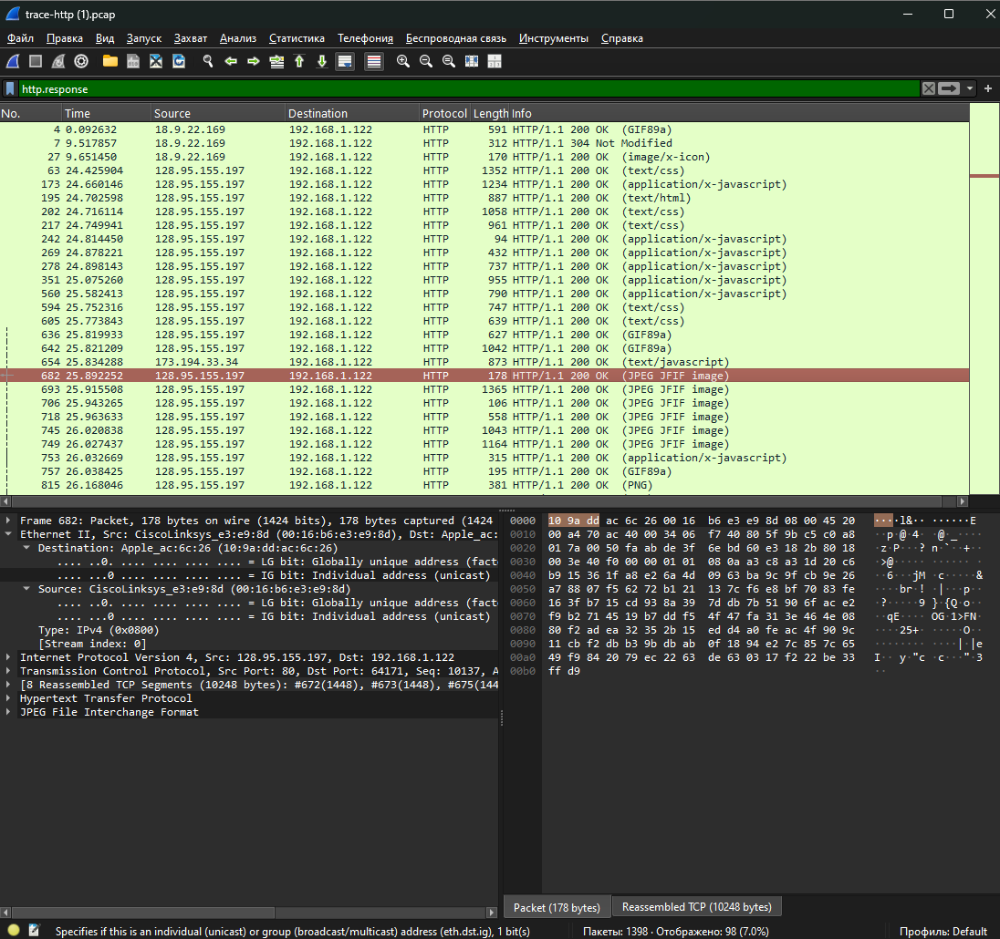 trace-http (1).pcap
Файл Правка Вид Запуск Захват Анализ Статистика Телефония Беспроводная связь Инструменты Справка
http.response
No. Time Source Destination Protocol Length Info
4 0.092632 18.9.22.169 192.168.1.122 HTTP 591 HTTP/1.1 200 OK (GIF89a)
7 9.517857 18.9.22.169 192.168.1.122 HTTP 312 HTTP/1.1 304 Not Modified
27 9.651450 18.9.22.169 192.168.1.122 HTTP 170 HTTP/1.1 200 OK (image/x-icon)
63 24.425904 128.95.155.197 192.168.1.122 HTTP 1352 HTTP/1.1 200 OK (text/css)
173 24.660146 128.95.155.197 192.168.1.122 HTTP 1234 HTTP/1.1 200 OK (application/x-javascript)
195 24.702598 128.95.155.197 192.168.1.122 HTTP 887 HTTP/1.1 200 OK (text/html)
202 24.716114 128.95.155.197 192.168.1.122 HTTP 1058 HTTP/1.1 200 OK (text/css)
217 24.749941 128.95.155.197 192.168.1.122 HTTP 961 HTTP/1.1 200 OK (text/css)
242 24.814450 128.95.155.197 192.168.1.122 HTTP 94 HTTP/1.1 200 OK (application/x-javascript)
269 24.878221 128.95.155.197 192.168.1.122 HTTP 432 HTTP/1.1 200 OK (application/x-javascript)
278 24.898143 128.95.155.197 192.168.1.122 HTTP 737 HTTP/1.1 200 OK (application/x-javascript)
351 25.075260 128.95.155.197 192.168.1.122 HTTP 955 HTTP/1.1 200 OK (application/x-javascript)
560 25.582413 128.95.155.197 192.168.1.122 HTTP 790 HTTP/1.1 200 OK (application/x-javascript)
594 25.752316 128.95.155.197 192.168.1.122 HTTP 747 HTTP/1.1 200 OK (text/css)
605 25.773843 128.95.155.197 192.168.1.122 HTTP 639 HTTP/1.1 200 OK (text/css)
636 25.819933 128.95.155.197 192.168.1.122 HTTP 627 HTTP/1.1 200 OK (GIF89a)
642 25.821209 128.95.155.197 192.168.1.122 HTTP 1042 HTTP/1.1 200 OK (GIF89a)
654 25.834288 173.194.33.34 192.168.1.122 HTTP 873 HTTP/1.1 200 OK (text/javascript)
682 25.892252 128.95.155.197 192.168.1.122 HTTP 178 HTTP/1.1 200 OK (JPEG JFIF image)
693 25.915508 128.95.155.197 192.168.1.122 HTTP 1365 HTTP/1.1 200 OK (JPEG JFIF image)
706 25.943265 128.95.155.197 192.168.1.122 HTTP 106 HTTP/1.1 200 OK (JPEG JFIF image)
718 25.963633 128.95.155.197 192.168.1.122 HTTP 558 HTTP/1.1 200 OK (JPEG JFIF image)
745 26.020838 128.95.155.197 192.168.1.122 HTTP 1043 HTTP/1.1 200 OK (JPEG JFIF image)
749 26.027437 128.95.155.197 192.168.1.122 HTTP 1164 HTTP/1.1 200 OK (JPEG JFIF image)
753 26.032669 128.95.155.197 192.168.1.122 HTTP 315 HTTP/1.1 200 OK (application/x-javascript)
757 26.038425 128.95.155.197 192.168.1.122 HTTP 195 HTTP/1.1 200 OK (GIF89a)
815 26.168046 128.95.155.197 192.168.1.122 HTTP 381 HTTP/1.1 200 OK (PNG)
Frame 682: Packet, 178 bytes on wire (1424 bits), 178 bytes captured (1424
Ethernet II, Src: CiscoLinksys_e3:e9:8d (00:16:b6:e3:e9:8d), Dst: Apple_ac:
Destination: Apple_ac:6c:26 (10:9a:dd:ac:6c:26)
.... ..0. .... .... .... .... = LG bit: Globally unique address (facto
.... ...0 .... .... .... .... = IG bit: Individual address (unicast)
Source: CiscoLinksys_e3:e9:8d (00:16:b6:e3:e9:8d)
.... ..0. .... .... .... .... = LG bit: Globally unique address (facto
.... ...0 .... .... .... .... = IG bit: Individual address (unicast)
Type: IPv4 (0x0800)
[Stream index: 0]
Internet Protocol Version 4, Src: 128.95.155.197, Dst: 192.168.1.122
Transmission Control Protocol, Src Port: 80, Dst Port: 64171, Seq: 10137, A
[8 Reassembled TCP Segments (10248 bytes): #672(1448), #673(1448), #675(144
Hypertext Transfer Protocol
JPEG File Interchange Format
0000 10 9a dd ac 6c 26 00 16 b6 e3 e9 8d 08 00 45 20 ····l&·· ······E
0010 00 a4 70 ac 40 00 34 06 f7 40 80 5f 9b c5 c0 a8 ··p·@·4· ·@·_····
0020 01 7a 00 50 fa ab de 3f 6e bd 60 e3 18 2b 80 18 ·z·P···? n·`··+··
0030 00 3e 40 f0 00 00 01 01 08 0a a3 c8 a3 1d 20 c6 ·>@·
0040 b9 15 36 1f a8 e2 6a 4d 09 63 ba 9c 9f cb 9e 26 ··6···jM ·c·····&
0050 a7 88 07 f5 62 72 b1 21 13 7c f6 e8 bf 70 83 fe ····br·! ·|···p··
0060 16 3f b7 15 cd 93 8a 39 7d db 7b 51 90 6f ac e2 ·?·····9 }·{Q·o··
0070 f9 b2 71 45 19 b7 dd f5 4f 47 fa 31 3e 46 4e 08 ··qE···· OG·1>FN·
0080 80 f2 ad ea 32 35 2b 15 ed d4 a0 fe ac 4f 90 9c ····25+· ·····O··
0090 11 cb f2 db b3 9b db ab 0f 18 94 e2 7c 85 7c 65 ········ ····|·|e
00a0 49 f9 84 20 79 ec 22 63 de 63 03 17 f2 22 be 33 I·· y·"c ·c···"·3
00b0 ff d9 ··
Packet (178 bytes) Reassembled TCP (10248 bytes)
Specifies if this is an individual (unicast) or group (broadcast/multicast) address (eth.dst.ig), 1 bit(s) Пакеты: 1398 · Отображено: 98 (7.0%) Профиль: Default